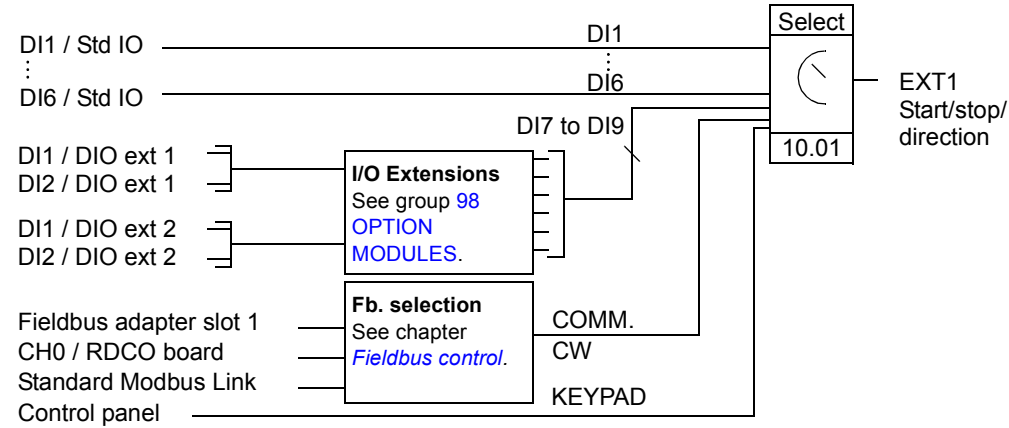 Select
DI1 / Std IO
DI1
DI6 / Std IO
DI6
EXT1
Start/stop/
direction
10.01
DI7 to DI9
DI1 / DIO ext 1
DI2 / DIO ext 1
DI1 / DIO ext 2
DI2 / DIO ext 2
I/O Extensions
See group 98
OPTION
MODULES.
Fb. selection
See chapter
Fieldbus control.
Fieldbus adapter slot 1
CH0 / RDCO board
Standard Modbus Link
Control panel
COMM.
CW
KEYPAD